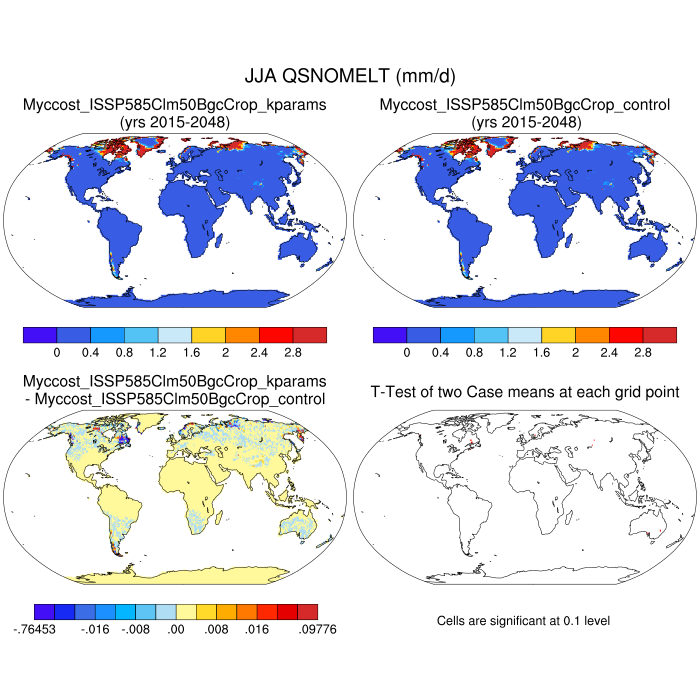 JJA QSNOMELT (mm/d)
Myccost_ISSP585Clm50BgcCrop_kparams
(yrs 2015-2048)
Myccost_ISSP585Clm50BgcCrop_control
(yrs 2015-2048)
0 0.4 0.8 1.2 1.6 2 2.4 2.8
0 0.4 0.8 1.2 1.6 2 2.4 2.8
Myccost_ISSP585Clm50BgcCrop_kparams
- Myccost_ISSP585Clm50BgcCrop_control
T-Test of two Case means at each grid point
-.76453 -.016 -.008 .00 .008 .016 .09776
Cells are significant at 0.1 level